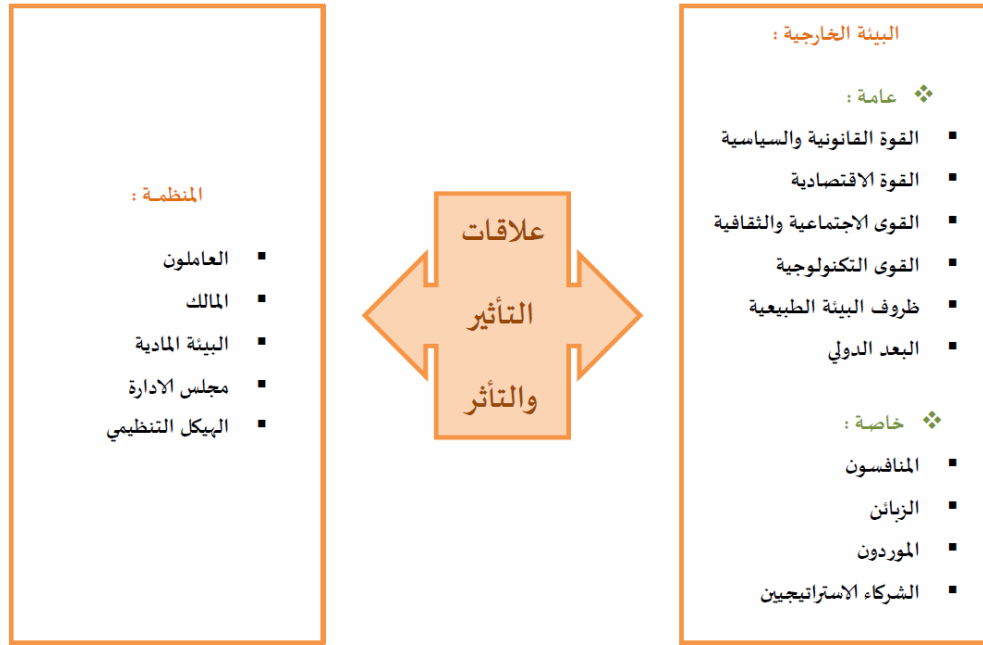 البيئة الخارجية :
❖ عامة :
▪ القوة القانونية والسياسية
▪ القوة الاقتصادية
▪ القوى الاجتماعية والثقافية
▪ القوى التكنولوجية
▪ ظروف البيئة الطبيعية
▪ البعد الدولي
❖ خاصة :
▪ المنافسون
▪ الزبائن
▪ الموردون
▪ الشركاء الاستراتيجيين
علاقات
التأثير
والتأثر
المنظمـة :
▪ العاملون
▪ المالك
▪ البيئة المادية
▪ مجلس الادارة
▪ الهيكل التنظيمي